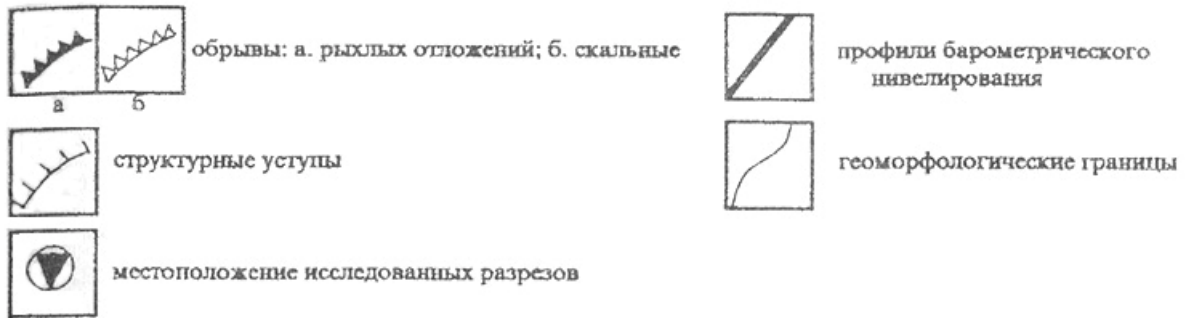 обрывы: а. рыхлых отложений; б. скальные
а б
структурные уступы
местоположение исследованных разрезов
профили барометрического
нивелирования
геоморфологические границы